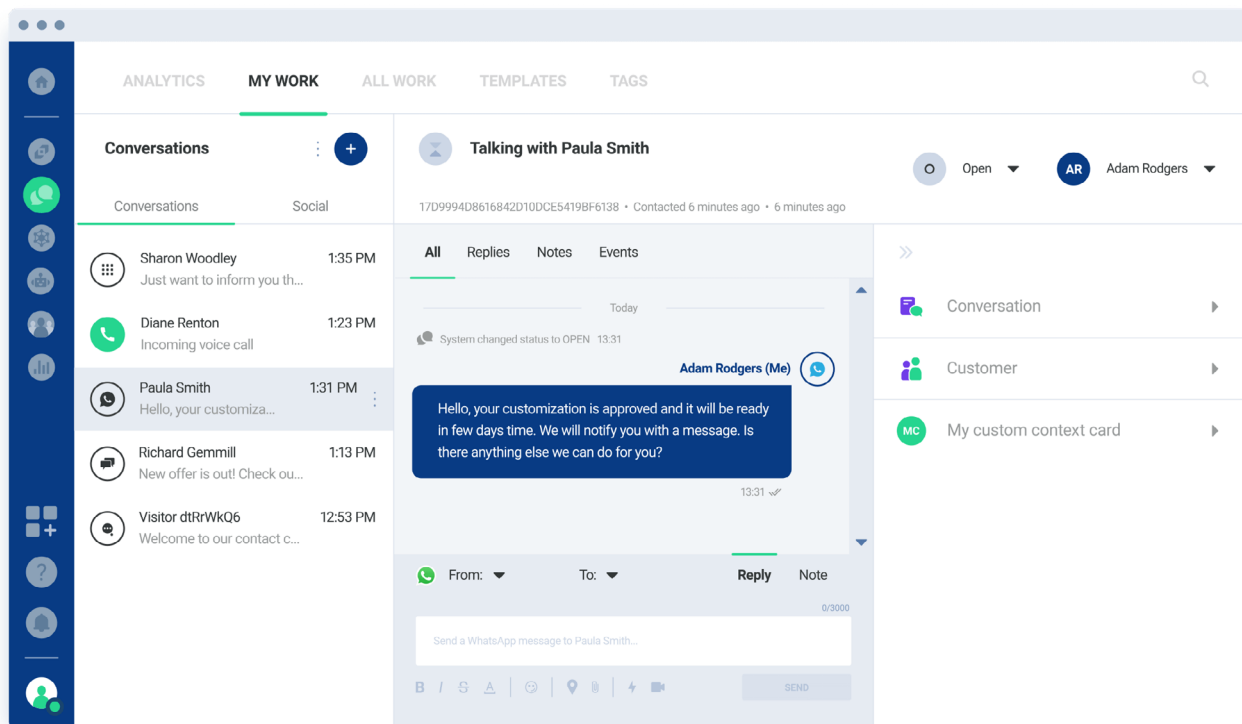 ANALYTICS MY WORK ALL WORK TEMPLATES TAGS
Conversations
+
Conversations Social
Sharon Woodley 1:35 PM
Just want to inform you th...
Diane Renton 1:23 PM
Incoming voice call
Paula Smith 1:31 PM
Hello, your customiza...
Richard Gemmill 1:13 PM
New offer is out! Check ou...
Visitor dtRrWkQ6 12:53 PM
Welcome to our contact c...
?
Talking with Paula Smith
O Open
AR Adam Rodgers
17D9994D8616842D10DCE5419BF6138 • Contacted 6 minutes ago • 6 minutes ago
All Replies Notes Events
Today
System changed status to OPEN 13:31
Adam Rodgers (Me)
Hello, your customization is approved and it will be ready
in few days time. We will notify you with a message. Is
there anything else we can do for you?
13:31
From: To: Reply Note
0/3000
Send a WhatsApp message to Paula Smith...
B I S A SEND
Conversation
Customer
MC My custom context card